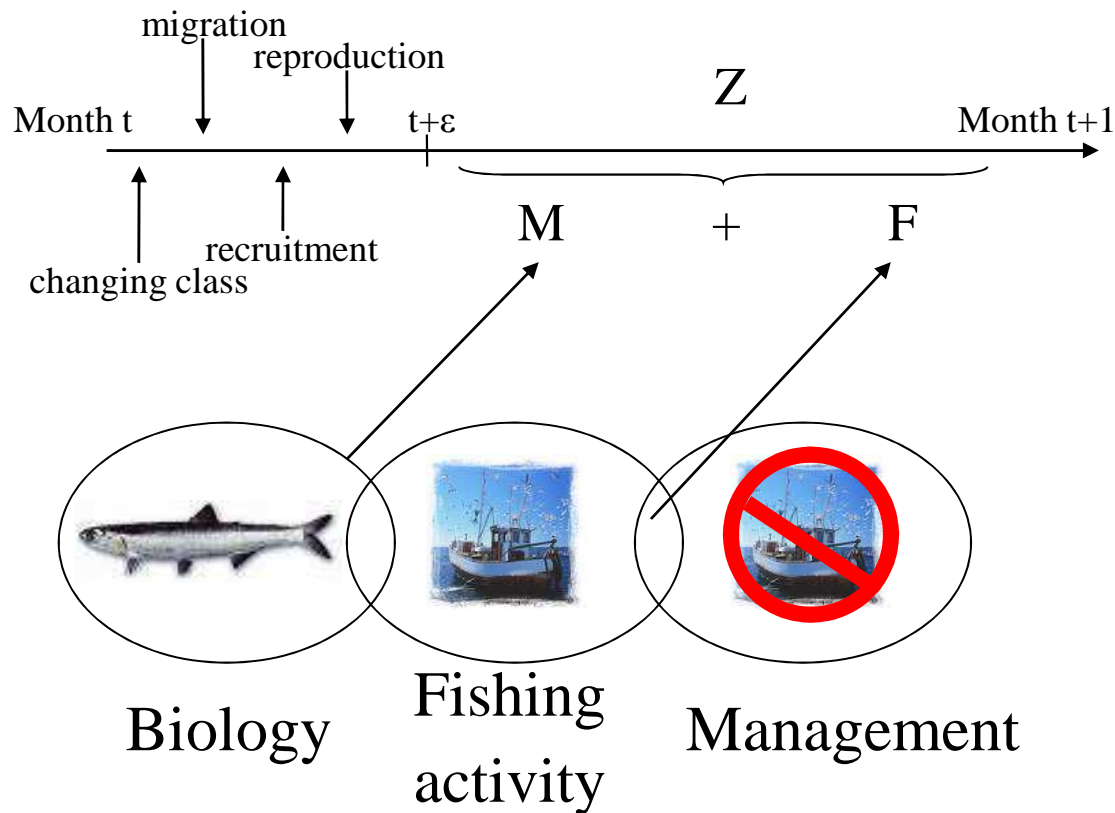 migration
reproduction
Z
Month t
t+ε
Month t+1
M
+
F
recruitment
changing class
Biology
Fishing
activity
Management